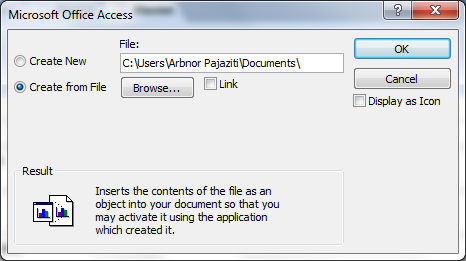 Microsoft Office Access
File:
Create New
C:\Users\Arbnor Pajaziti\Documents\
OK
Create from File
Browse...
Link
Cancel
Display as Icon
Result
Inserts the contents of the file as an
object into your document so that you
may activate it using the application
which created it.